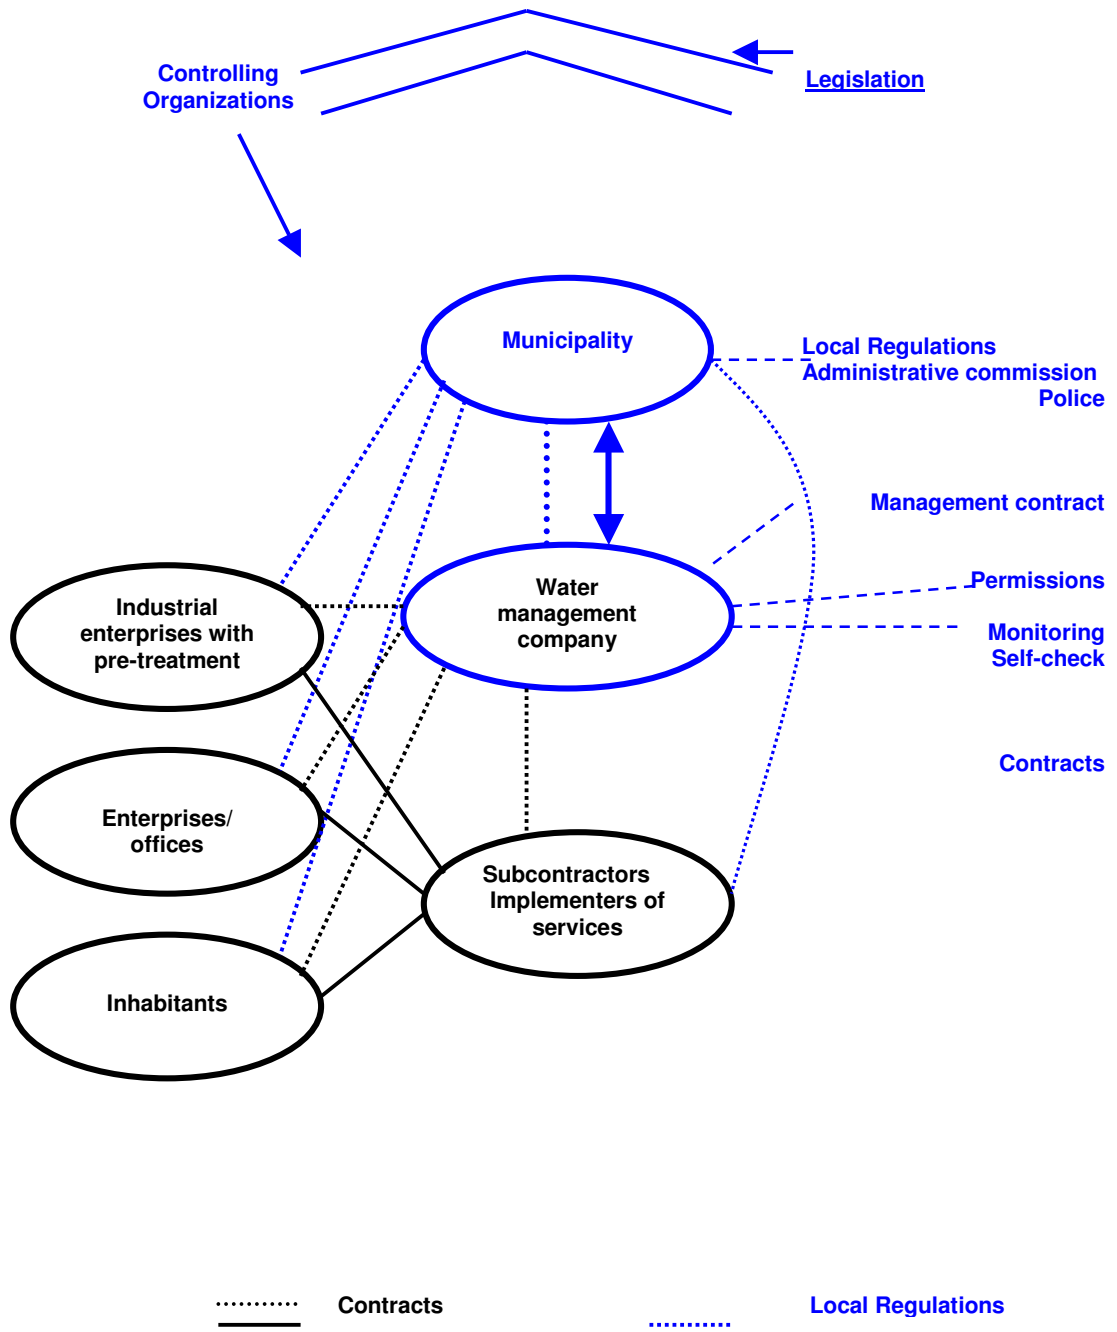 Controlling
Organizations
Legislation
Municipality
Local Regulations
Administrative commission
Police
Management contract
Water
management
company
Permissions
Monitoring
Self-check
Industrial
enterprises with
pre-treatment
Contracts
Enterprises/
offices
Subcontractors
Implementers of
services
Inhabitants
Contracts
Local Regulations